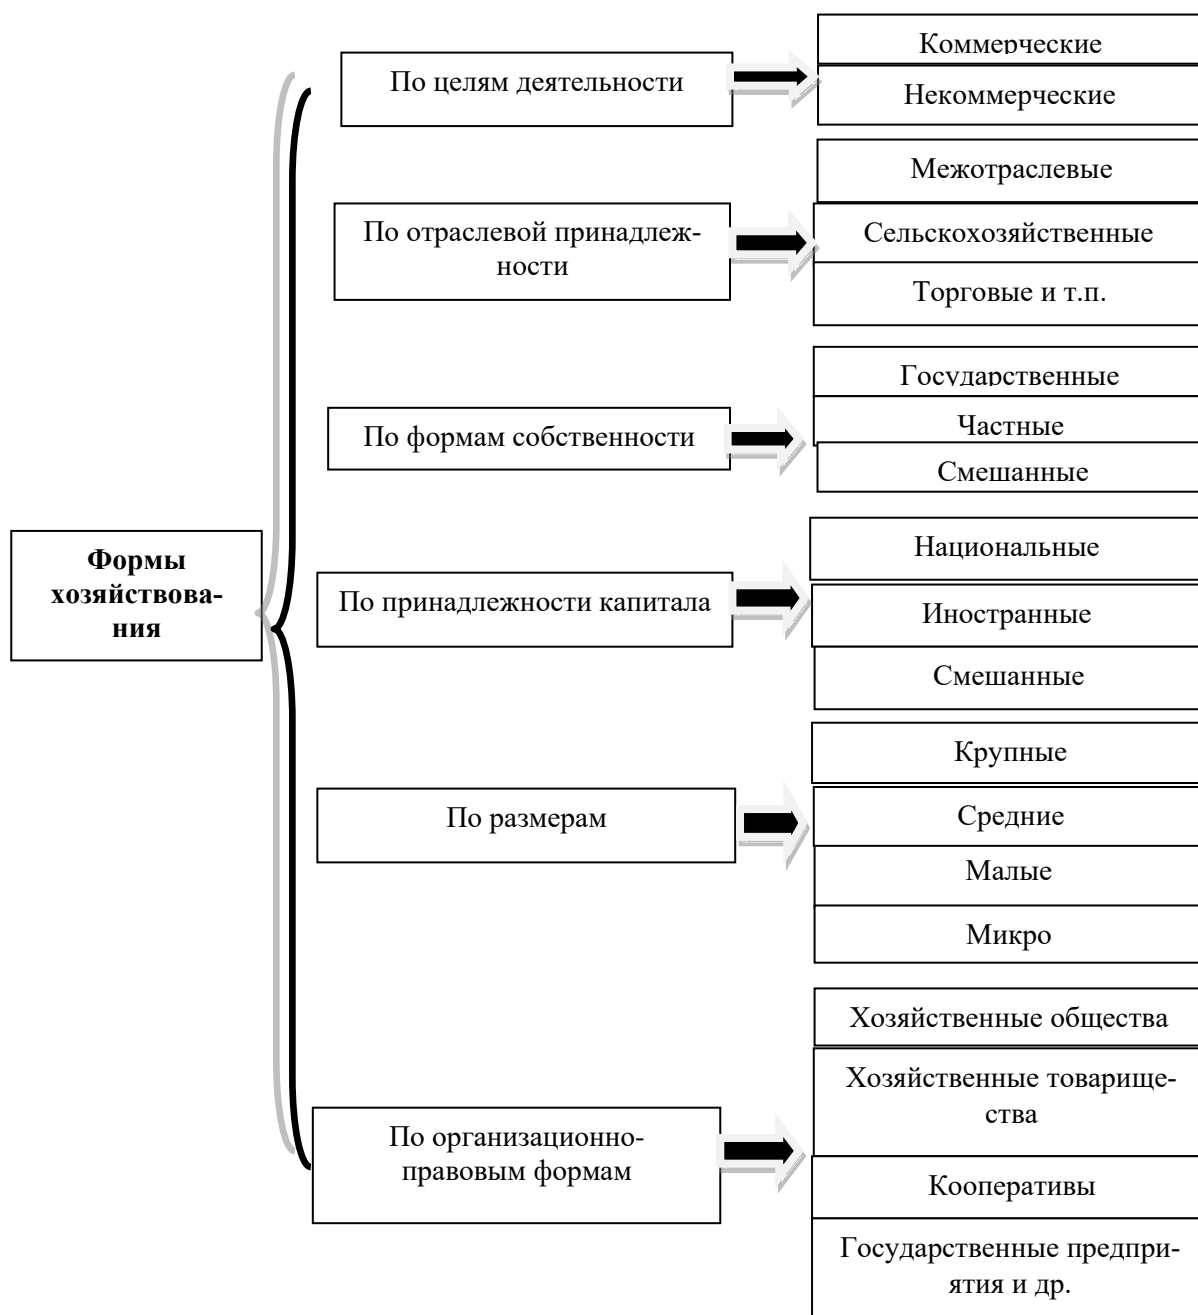 Формы
хозяйствова-
ния
По целям деятельности
Коммерческие
Некоммерческие
По отраслевой принадлеж-
ности
Межотраслевые
Сельскохозяйственные
Торговые и т.п.
По формам собственности
Государственные
Частные
Смешанные
По принадлежности капитала
Национальные
Иностранные
Смешанные
По размерам
Крупные
Средние
Малые
Микро
По организационно-
правовым формам
Хозяйственные общества
Хозяйственные товарище-
ства
Кооперативы
Государственные предпри-
ятия и др.